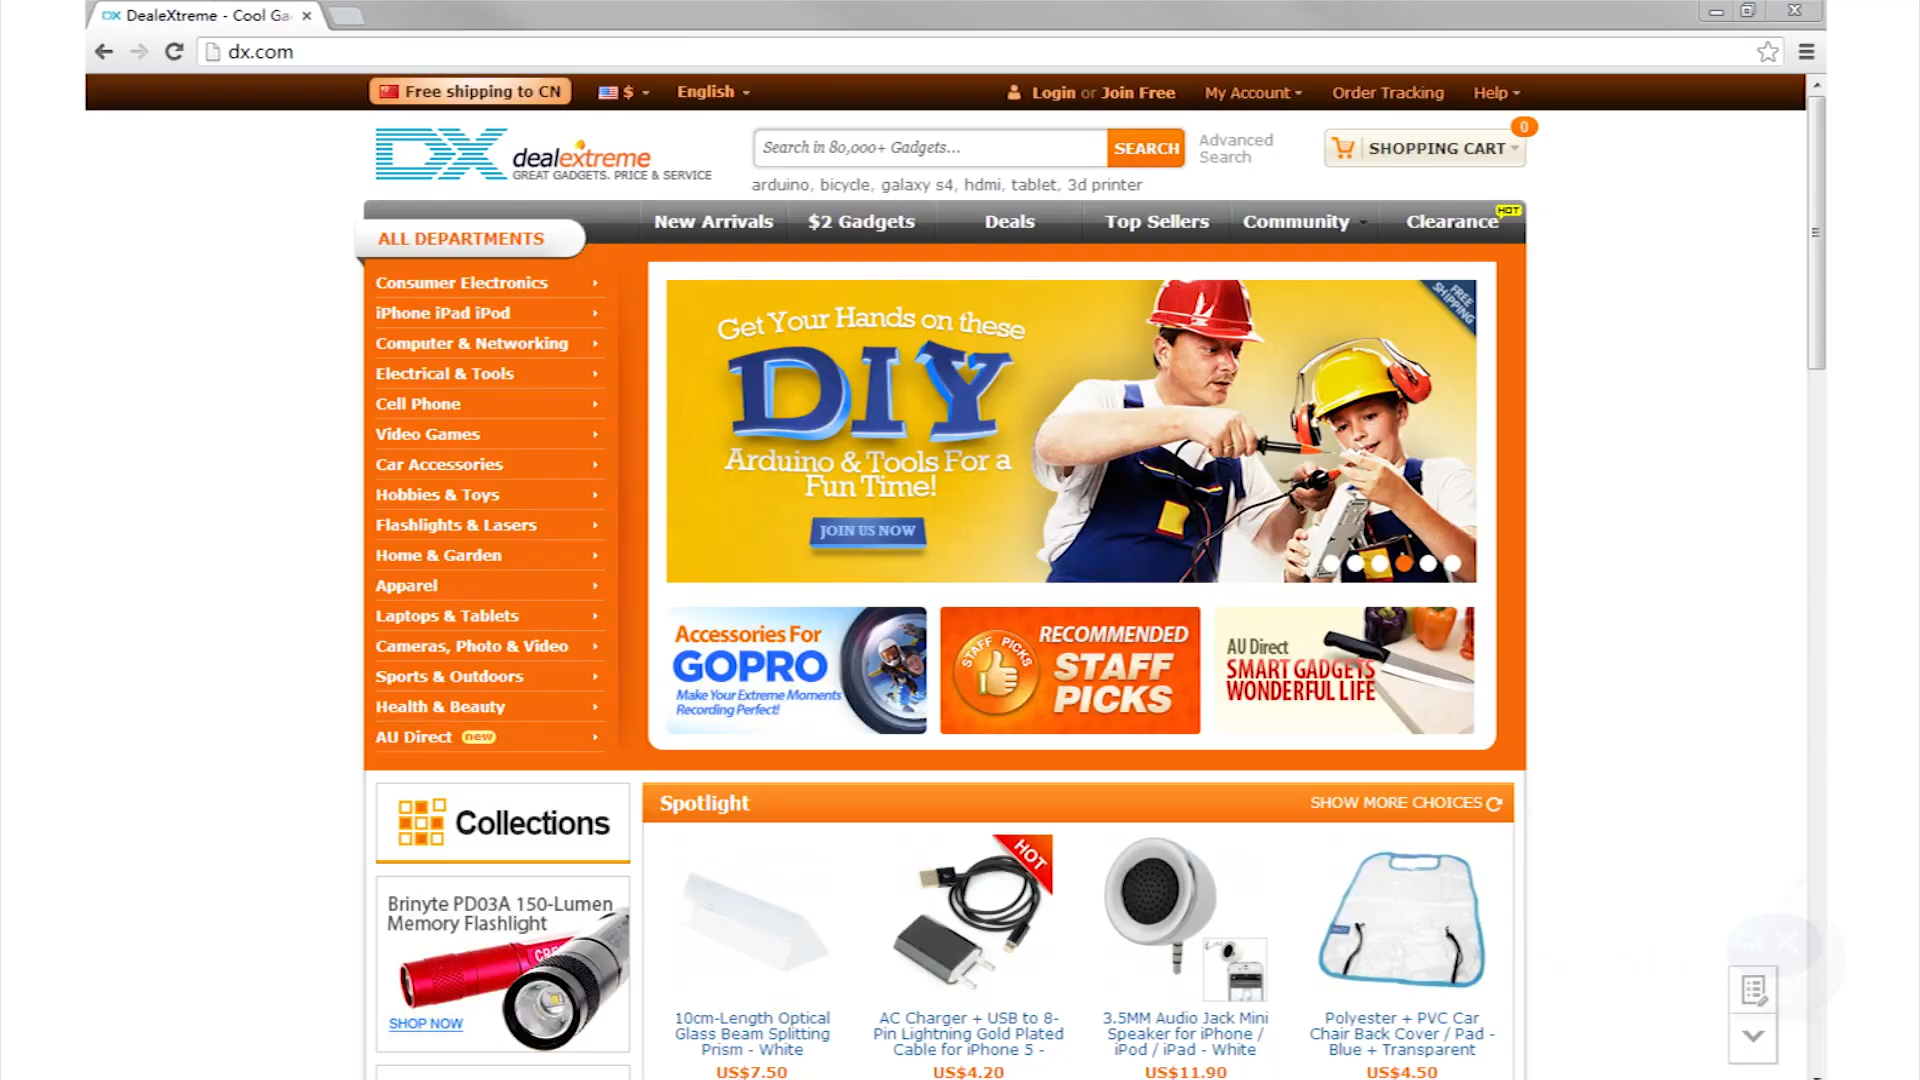 DealeXtreme - Cool Ga
dx.com
Free shipping to CN
$
English
Login or Join Free
My Account
Order Tracking
Help
DX dealextreme
GREAT GADGETS. PRICE & SERVICE
Search in 80,000+ Gadgets...
SEARCH
Advanced
Search
SHOPPING CART
0
arduino, bicycle, galaxy s4, hdmi, tablet, 3d printer
ALL DEPARTMENTS
New Arrivals
$2 Gadgets
Deals
Top Sellers
Community
Clearance
HOT
Consumer Electronics
iPhone iPad iPod
Computer & Networking
Electrical & Tools
Cell Phone
Video Games
Car Accessories
Hobbies & Toys
Flashlights & Lasers
Home & Garden
Apparel
Laptops & Tablets
Cameras, Photo & Video
Sports & Outdoors
Health & Beauty
AU Direct new
Get Your Hands on these
DIY
Arduino & Tools For a
Fun Time!
JOIN US NOW
FREE
SHIPPING
Accessories For
GOPRO
Make Your Extreme Moments
Recording Perfect!
STAFF PICKS
RECOMMENDED
STAFF
PICKS
AU Direct
SMART GADGETS
WONDERFUL LIFE
Collections
Brinyte PD03A 150-Lumen
Memory Flashlight
SHOP NOW
Spotlight
SHOW MORE CHOICES
HOT
10cm-Length Optical
Glass Beam Splitting
Prism - White
US$7.50
AC Charger + USB to 8-
Pin Lightning Gold Plated
Cable for iPhone 5 -
US$4.20
3.5MM Audio Jack Mini
Speaker for iPhone /
iPod / iPad - White
US$11.90
Polyester + PVC Car
Chair Back Cover / Pad -
Blue + Transparent
US$4.50